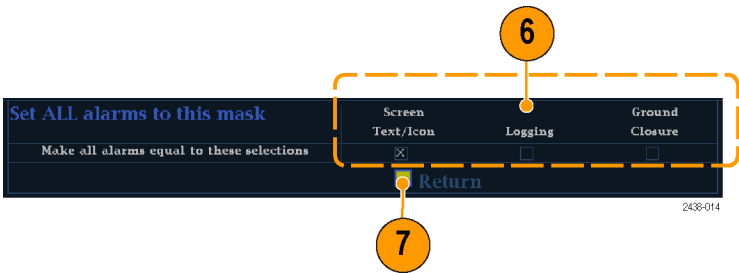 6
Set ALL alarms to this mask
Screen Text/Icon
Logging
Ground Closure
Make all alarms equal to these selections
Return
2438-014
7